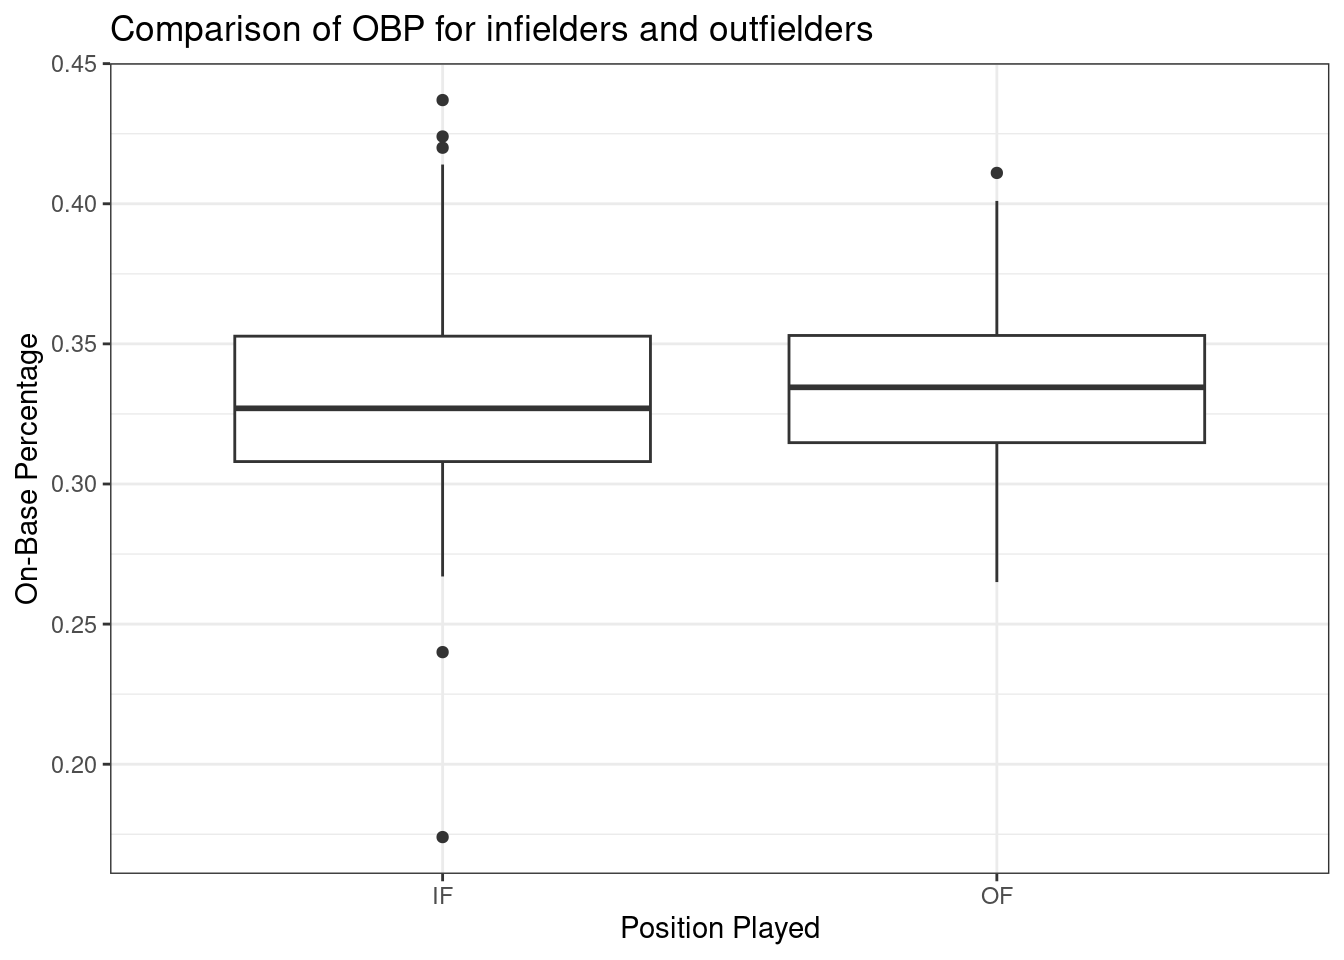 Comparison of OBP for infielders and outfielders
On-Base Percentage
0.45
0.40
0.35
0.30
0.25
0.20
IF
OF
Position Played